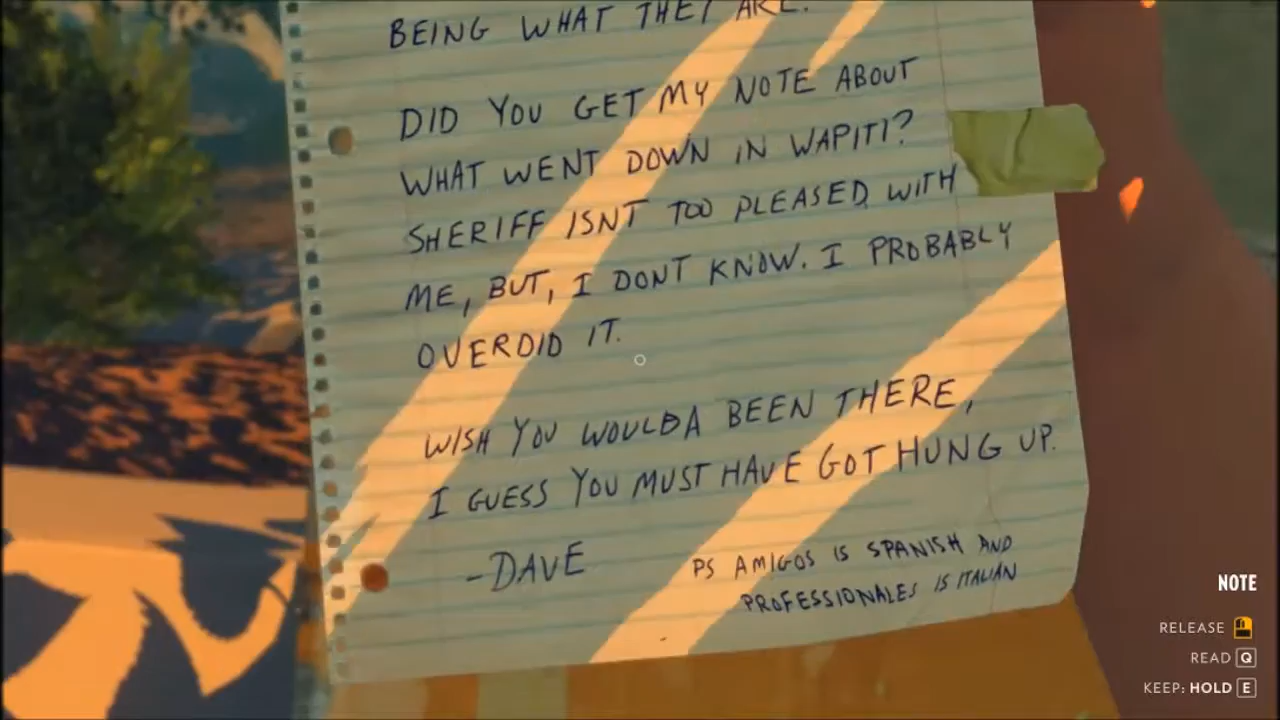 BEING WHAT THEY ARE.
DID YOU GET MY NOTE ABOUT
WHAT WENT DOWN IN WAPITI?
SHERIFF ISNT TOO PLEASED WITH
ME, BUT, I DONT KNOW. I PROBABLY
OVERDID IT.
WISH YOU WOULDA BEEN THERE,
I GUESS YOU MUST HAVE GOT HUNG UP.
-DAVE
PS AMIGOS IS SPANISH AND
PROFESSIONALES IS ITALIAN
NOTE
RELEASE
READ Q
KEEP: HOLD E